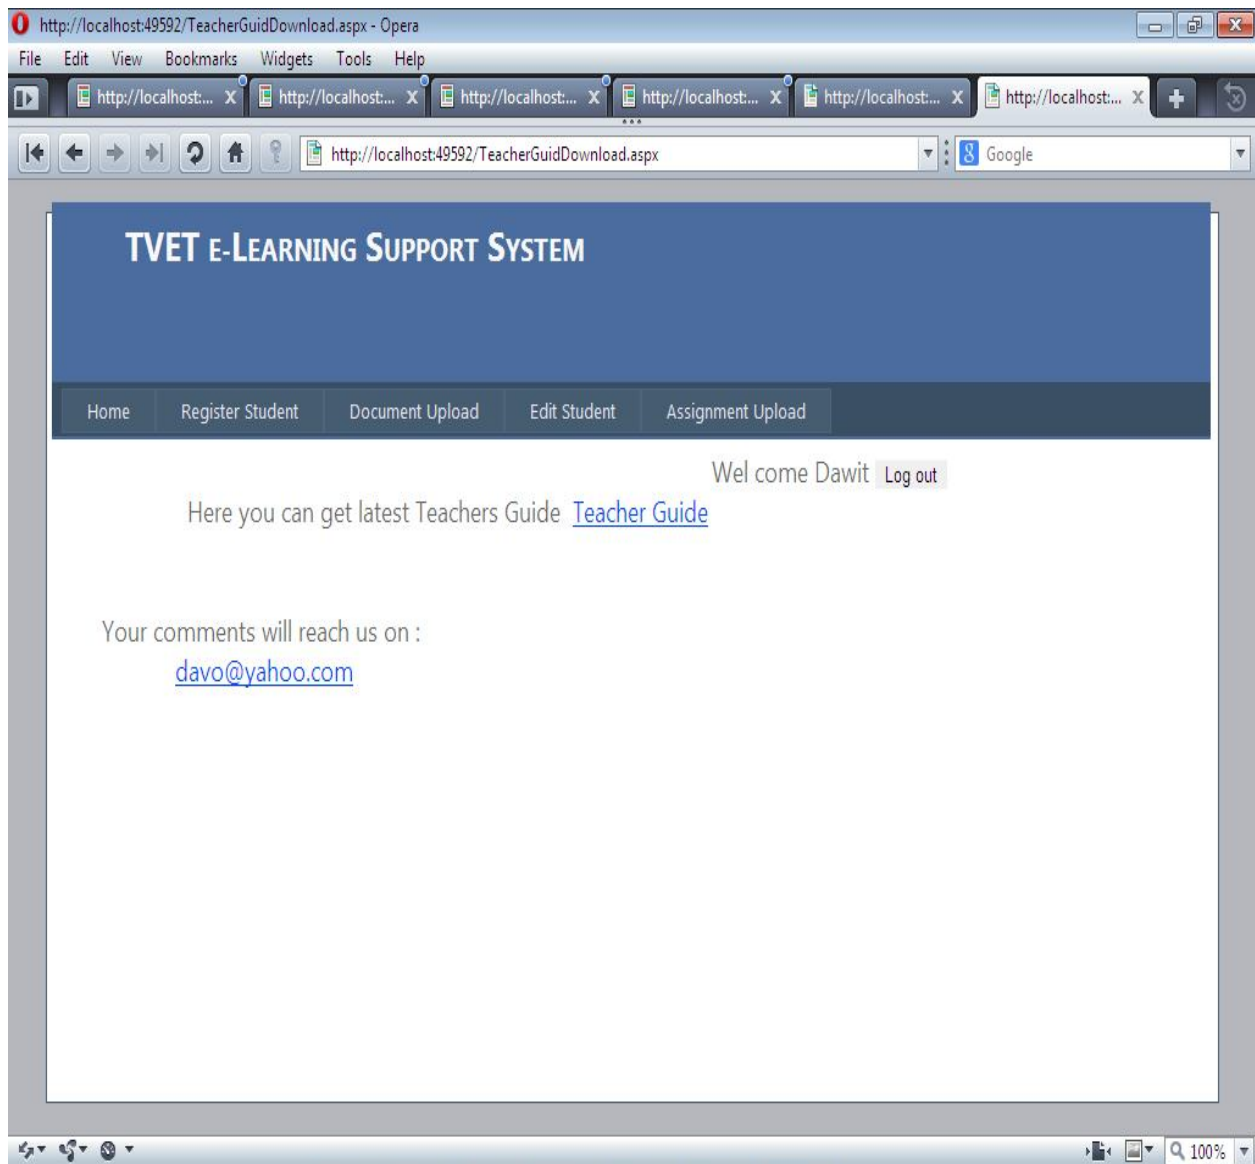 http://localhost:49592/TeacherGuidDownload.aspx - Opera
File Edit View Bookmarks Widgets Tools Help
http://localhost:... X http://localhost:... X http://localhost:... X http://localhost:... X http://localhost:... X http://localhost:... X
http://localhost:49592/TeacherGuidDownload.aspx Google
TVET E-LEARNING SUPPORT SYSTEM
Home Register Student Document Upload Edit Student Assignment Upload
Wel come Dawit Log out
Here you can get latest Teachers Guide Teacher Guide
Your comments will reach us on :
davo@yahoo.com
100%